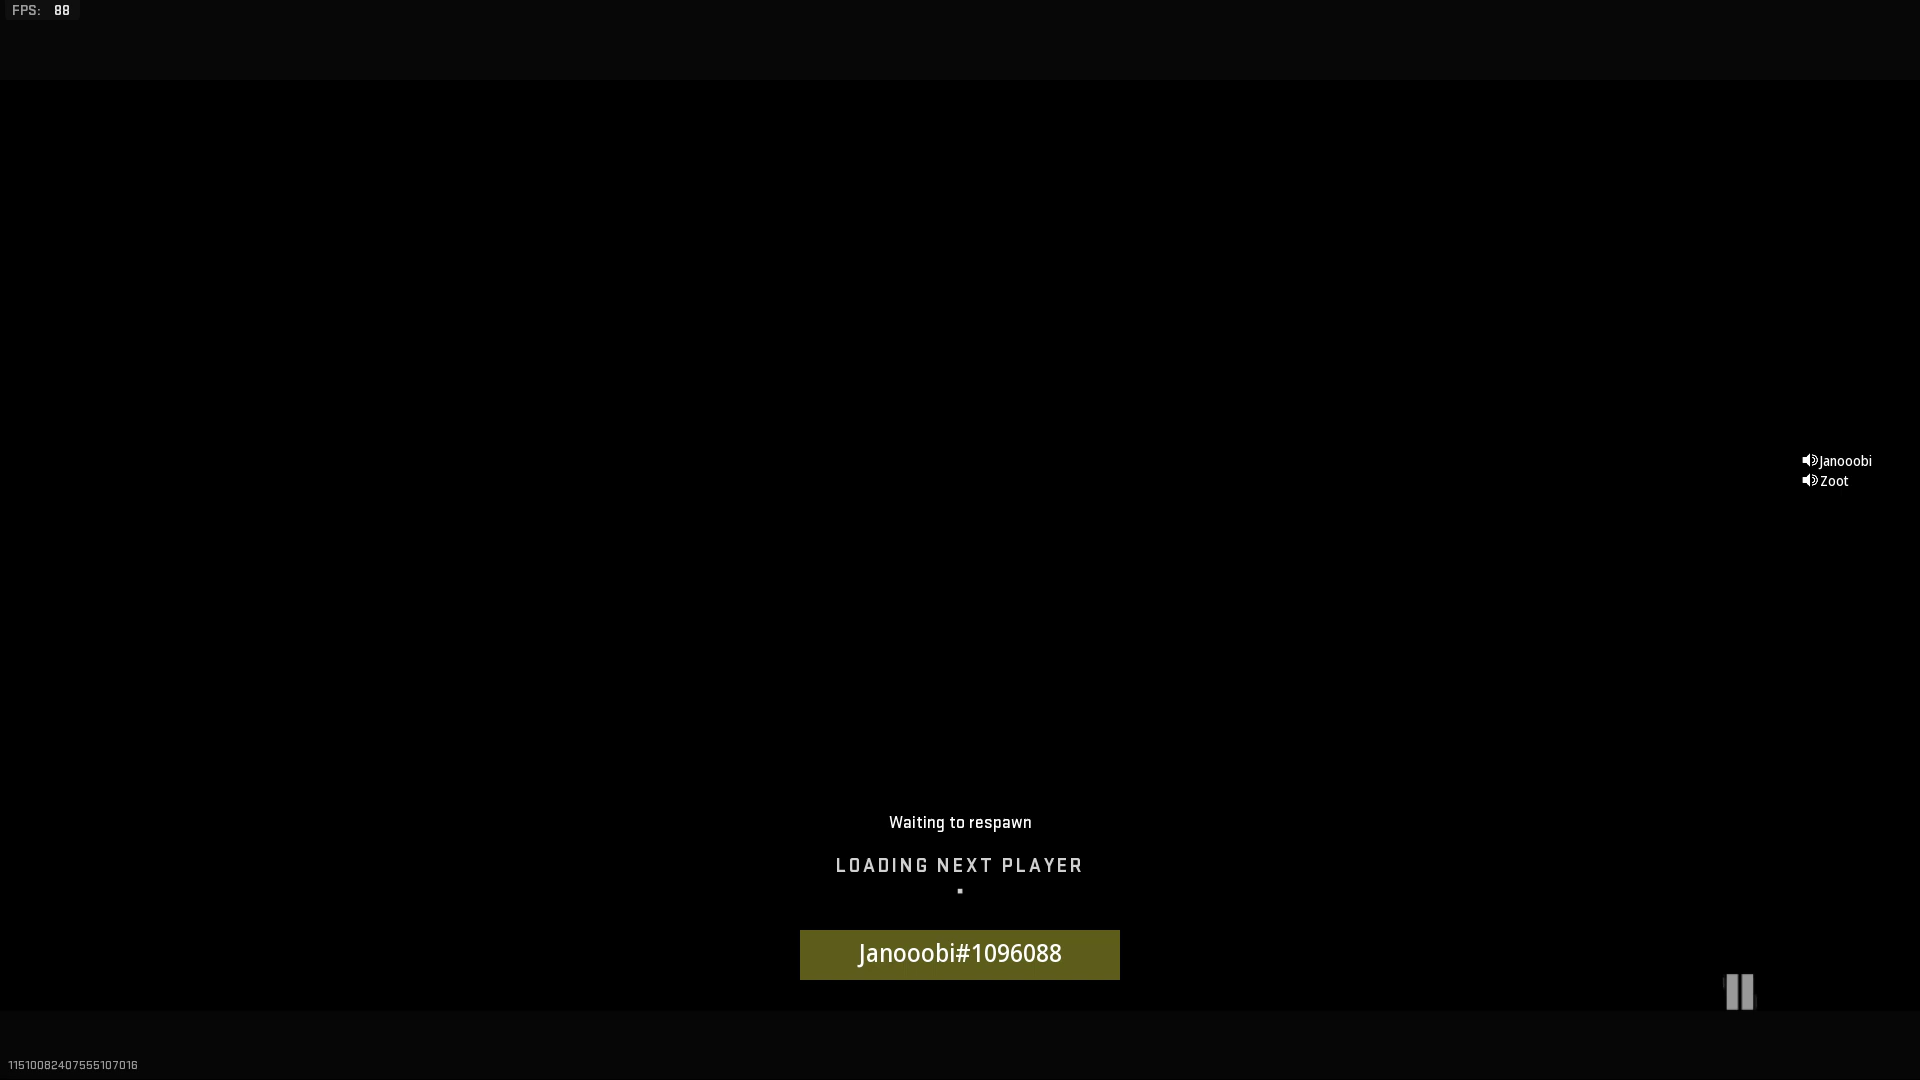 FPS: 88
Janooobi
Zoot
Waiting to respawn
LOADING NEXT PLAYER
Janooobi#1096088
11510082407555107016